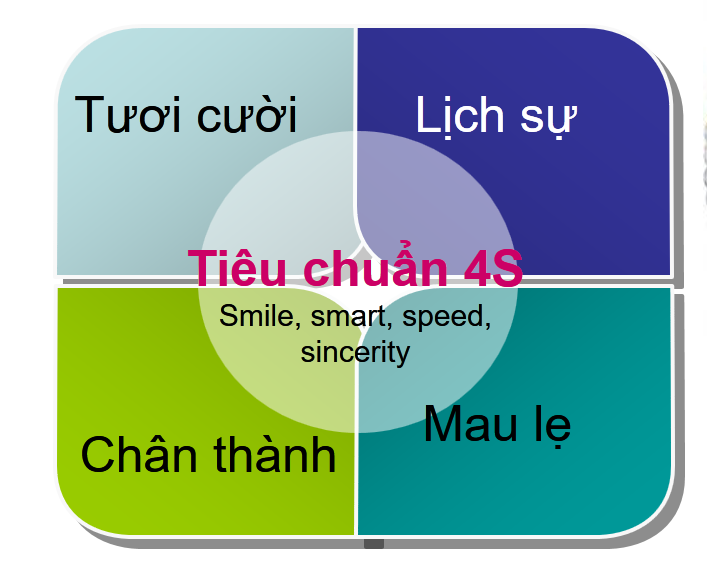 Tươi cười
Lịch sự
Tiêu chuẩn 4S
Smile, smart, speed,
sincerity
Chân thành
Mau lẹ